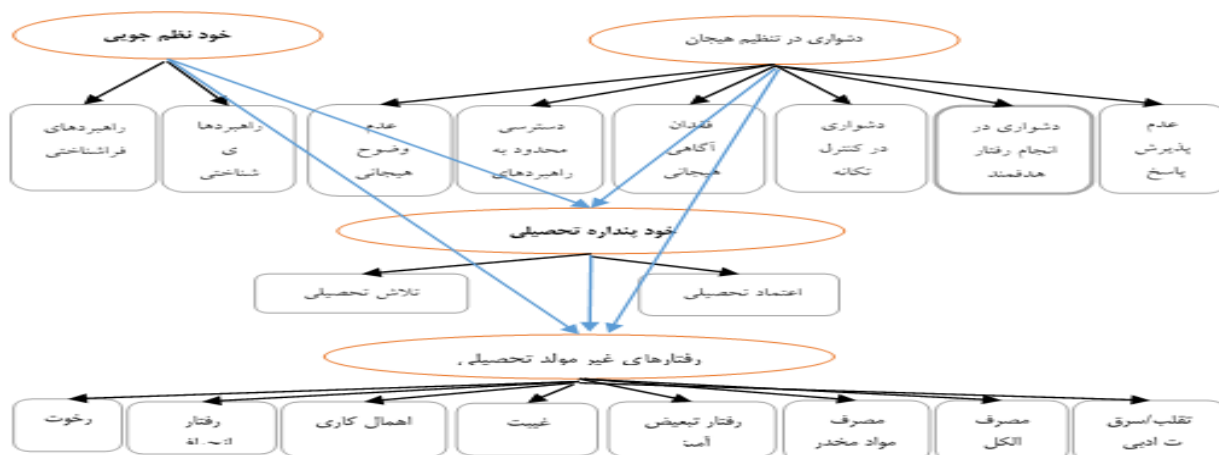 خود نظم جویی
دشواری در تنظیم هیجان
عدم
پذیرش
پاسخ
دشواری در
انجام رفتار
هدفمند
دشواری
در کنترل
تکانه
فقدان
آگاهی
هیجانی
دسترسی
محدود به
راهبردهای
عدم
وضوح
هیجانی
راهبردها
ی
شناختی
راهبردهای
فراشناختی
خود پنداره تحصیلی
اعتماد تحصیلی
تلاش تحصیلی
رفتارهای غیر مولد تحصیلی
تقلب/سرق
ت ادبی
مصرف
الکل
مصرف
مواد مخدر
رفتار تبعیض
غیبت
اهمال کاری
رفتار
رخوت